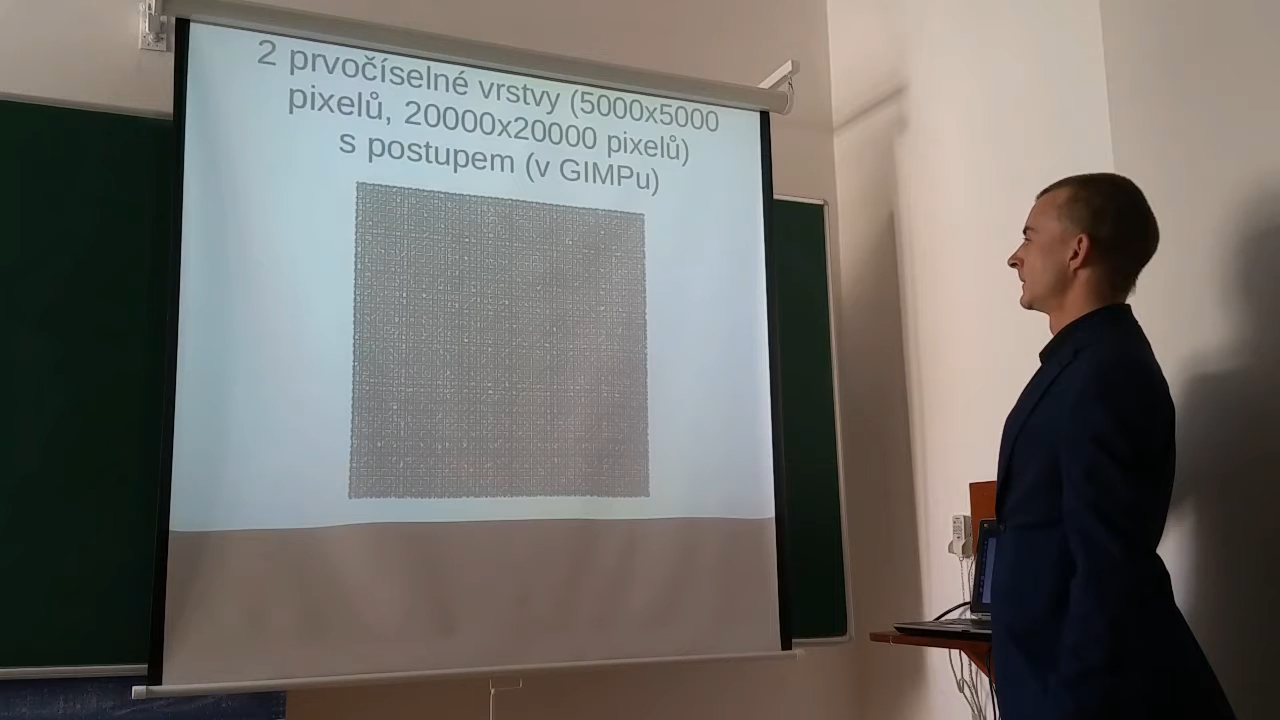 2 prvočíselné vrstvy (5000x5000
pixelů, 20000x20000 pixelů)
s postupem (v GIMPu)